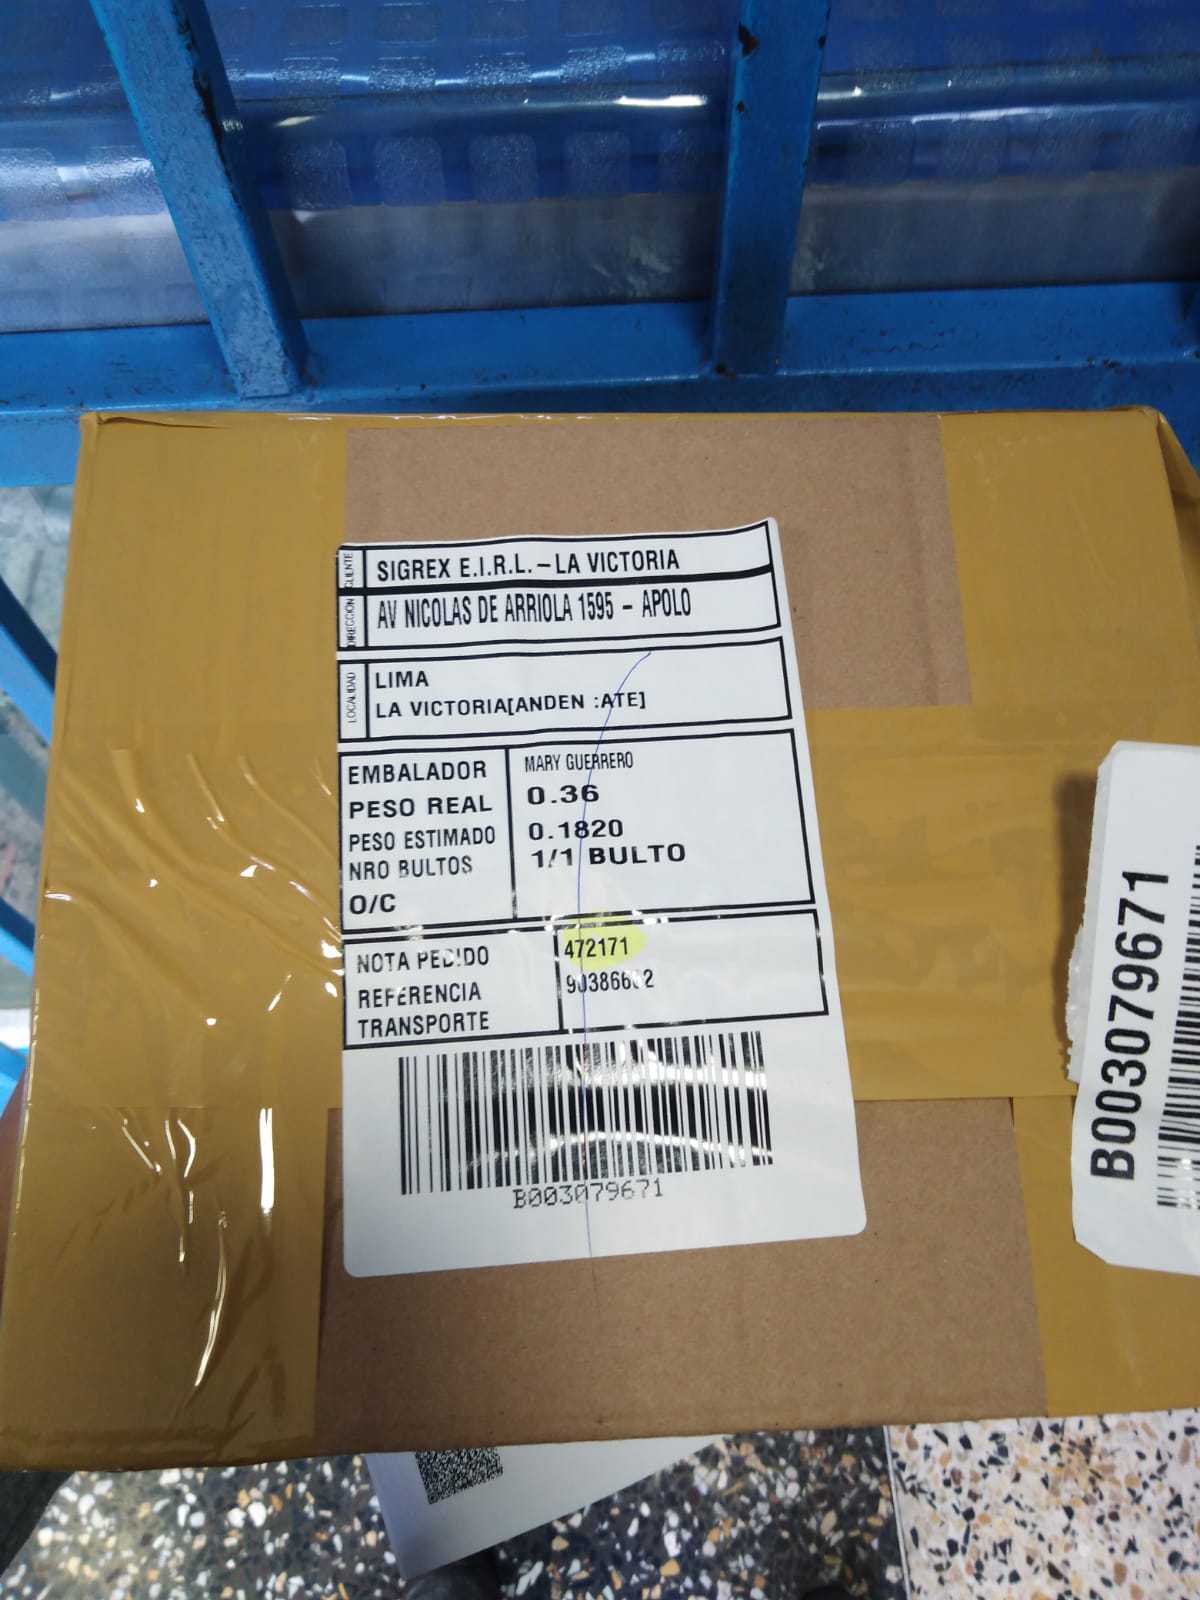 CLIENTE
SIGREX E.I.R.L. – LA VICTORIA
DIRECCION
AV NICOLAS DE ARRIOLA 1595 – APOLO
LOCALIDAD
LIMA
LA VICTORIA[ANDEN :ATE]
EMBALADOR MARY GUERRERO
PESO REAL 0.36
PESO ESTIMADO 0.1820
NRO BULTOS 1/1 BULTO
O/C
NOTA PEDIDO 472171
REFERENCIA
TRANSPORTE
B003079671
B003079671